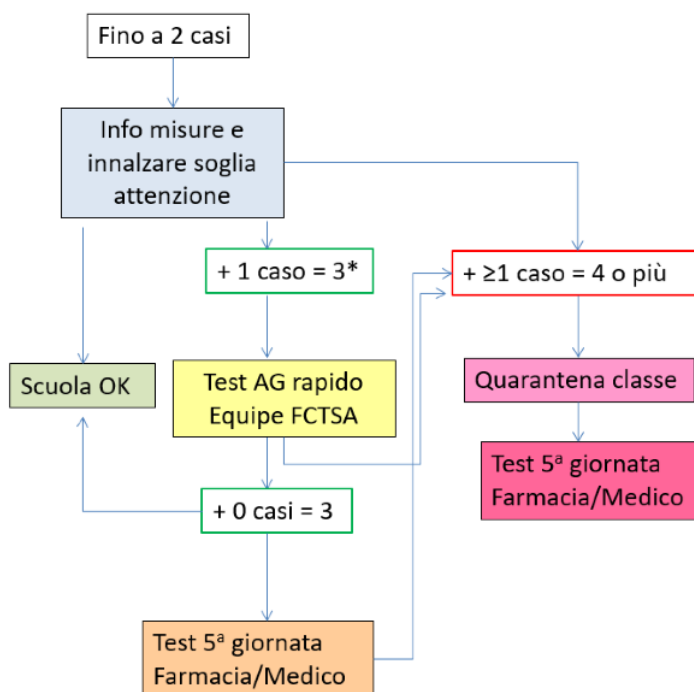 Fino a 2 casi
Info misure e
innalzare soglia
attenzione
+ 1 caso = 3*
+ ≥1 caso = 4 o più
Scuola OK
Test AG rapido
Equipe FCTSA
Quarantena classe
Test 5ª giornata
Farmacia/Medico
+ 0 casi = 3
Test 5ª giornata
Farmacia/Medico